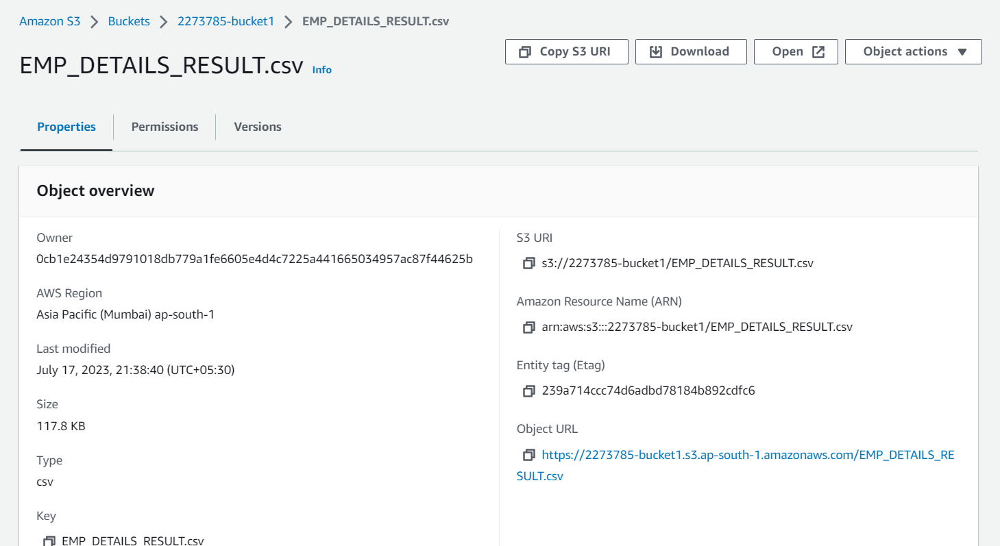 Amazon S3 > Buckets > 2273785-bucket1 > EMP_DETAILS_RESULT.csv
EMP_DETAILS_RESULT.csv Info
Copy S3 URI Download Open Object actions
Properties Permissions Versions
Object overview
Owner
0cb1e24354d9791018db779a1fe6605e4d4c7225a441665034957ac87f44625b
AWS Region
Asia Pacific (Mumbai) ap-south-1
Last modified
July 17, 2023, 21:38:40 (UTC+05:30)
Size
117.8 KB
Type
csv
Key
EMP_DETAILS_RESULT.csv
S3 URI
s3://2273785-bucket1/EMP_DETAILS_RESULT.csv
Amazon Resource Name (ARN)
arn:aws:s3:::2273785-bucket1/EMP_DETAILS_RESULT.csv
Entity tag (Etag)
239a714ccc74d6adbd78184b892cdfc6
Object URL
https://2273785-bucket1.s3.ap-south-1.amazonaws.com/EMP_DETAILS_RE
SULT.csv